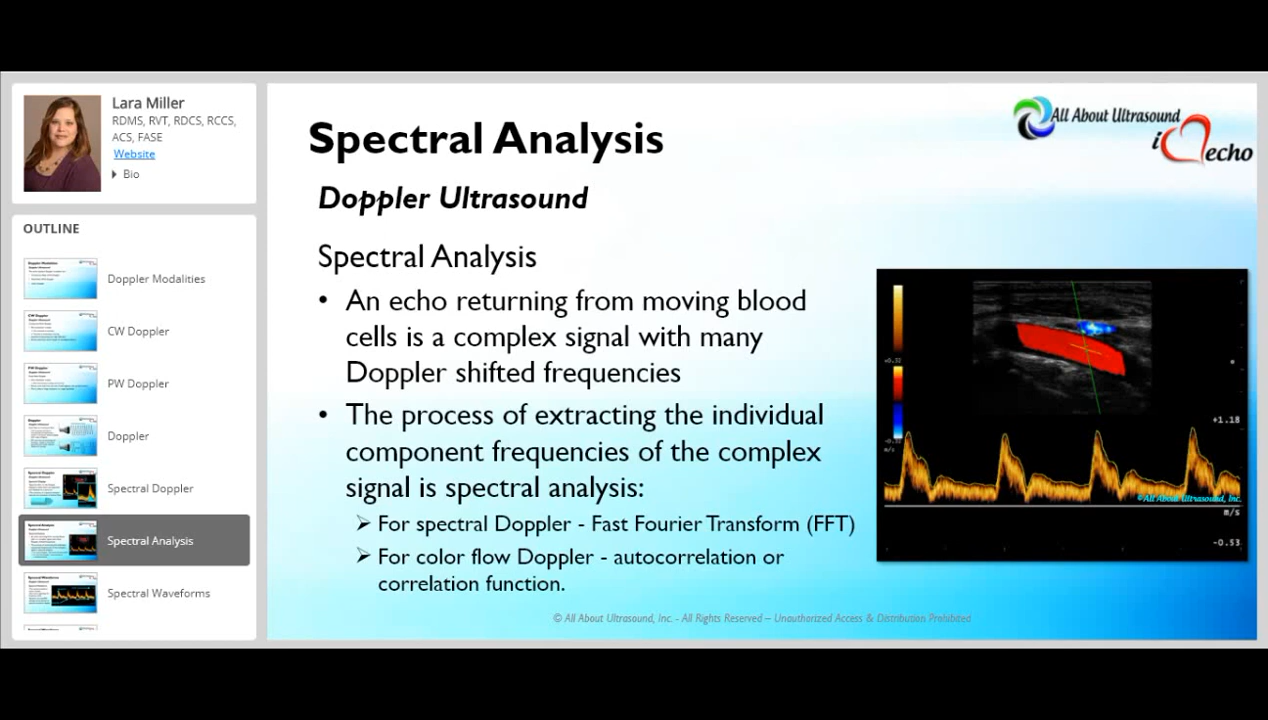 Lara Miller
RDMS, RVT, RDCS, RCCS,
ACS, FASE
Website
Bio
OUTLINE
Doppler Modalities
CW Doppler
PW Doppler
Doppler
Spectral Doppler
Spectral Analysis
Spectral Waveforms
All About Ultrasound
i echo
Spectral Analysis
Doppler Ultrasound
Spectral Analysis
• An echo returning from moving blood
cells is a complex signal with many
Doppler shifted frequencies
• The process of extracting the individual
component frequencies of the complex
signal is spectral analysis:
➢ For spectral Doppler - Fast Fourier Transform (FFT)
➢ For color flow Doppler - autocorrelation or
correlation function.
+1.18
©All About Ultrasound, Inc.
m/s
-0.53
© All About Ultrasound, Inc. - All Rights Reserved – Unauthorized Access & Distribution Prohibited